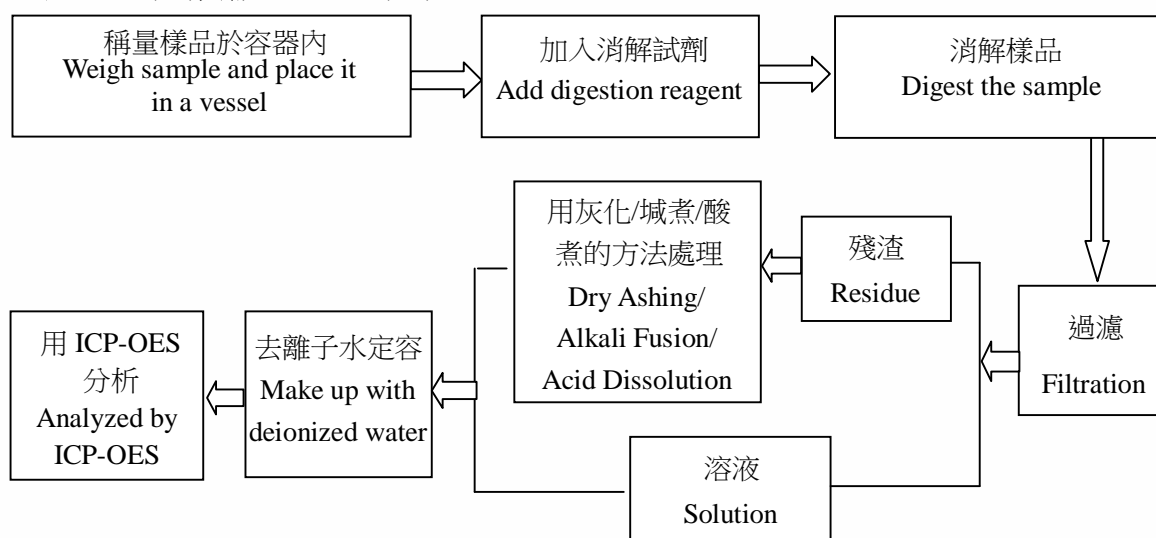 稱量樣品於容器內
Weigh sample and place it
in a vessel
加入消解試劑
Add digestion reagent
消解樣品
Digest the sample
過濾
Filtration
殘渣
Residue
溶液
Solution
用灰化/堿煮/酸
煮的方法處理
Dry Ashing/
Alkali Fusion/
Acid Dissolution
去離子水定容
Make up with
deionized water
用 ICP-OES
分析
Analyzed by
ICP-OES